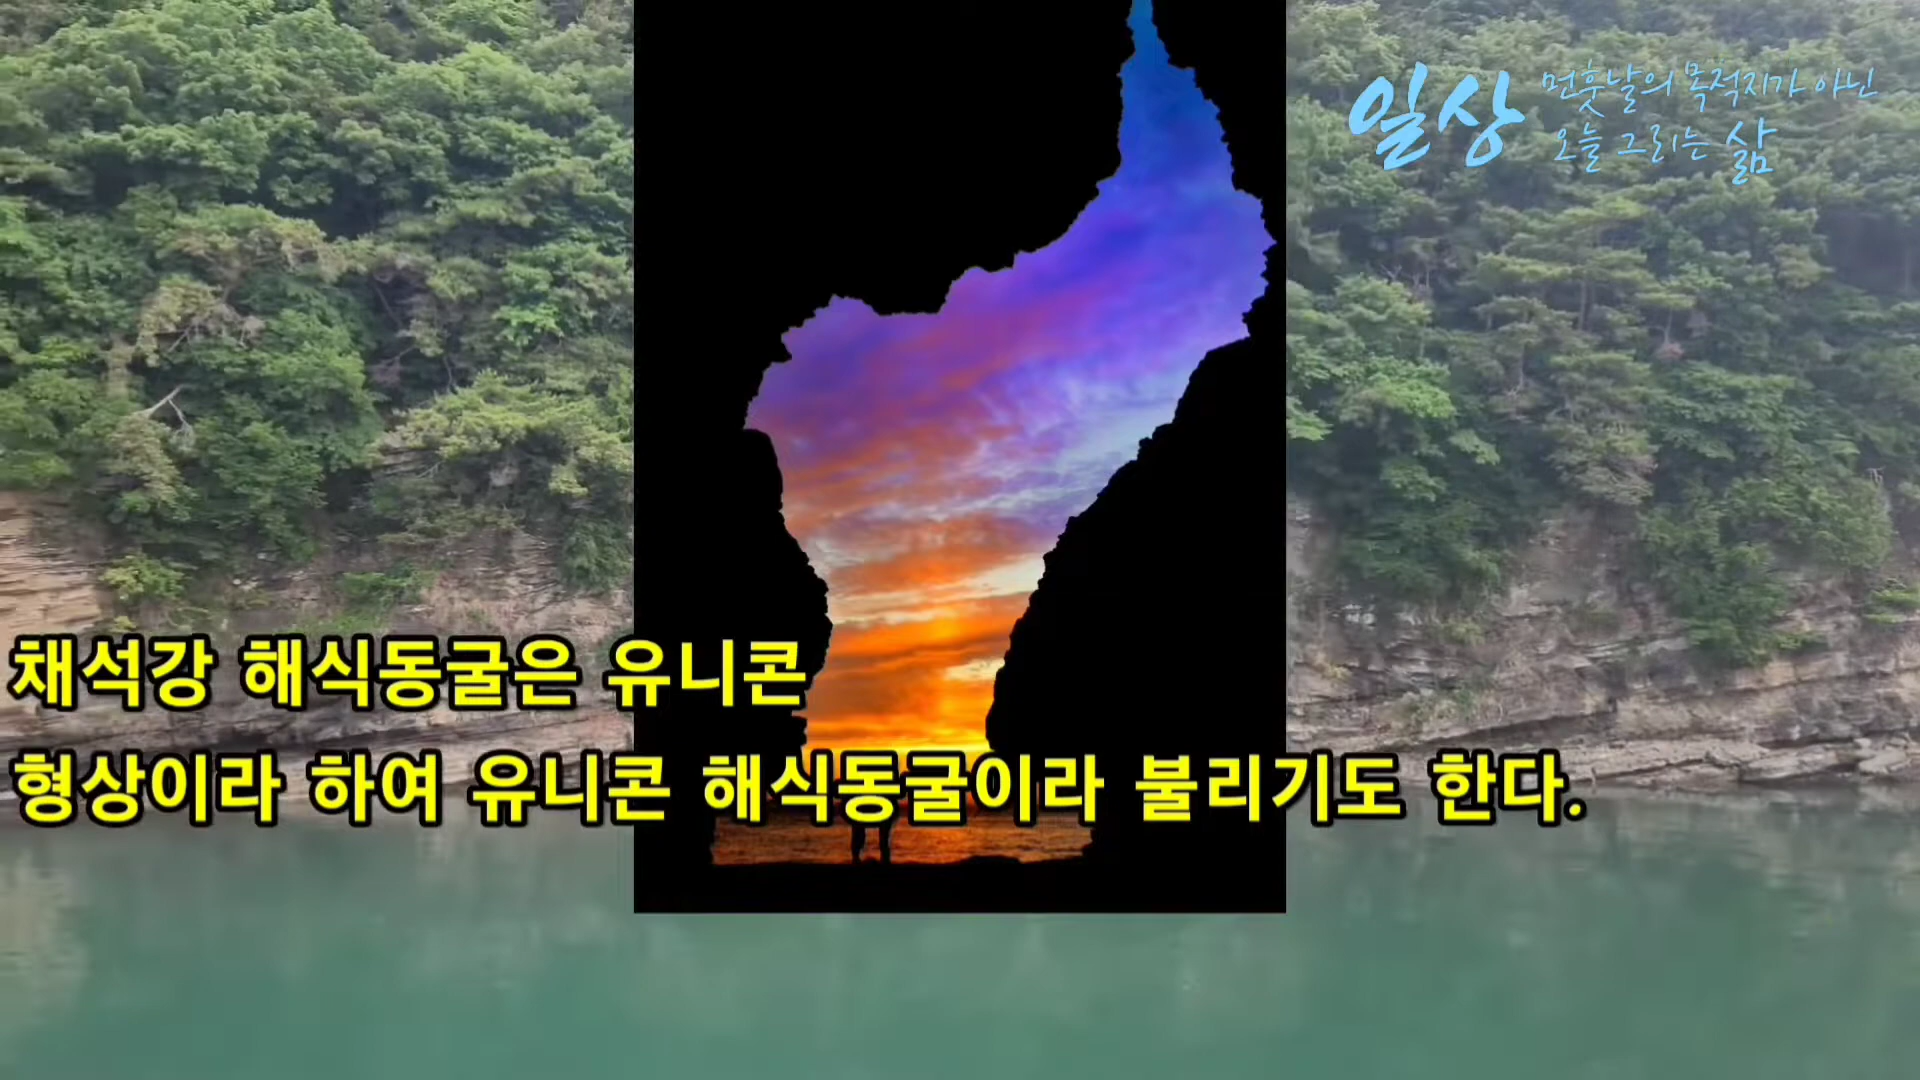 일상 먼훗날의 목적지가 아닌
오늘 그리는 삶
채석강 해식동굴은 유니콘
형상이라 하여 유니콘 해식동굴이라 불리기도 한다.